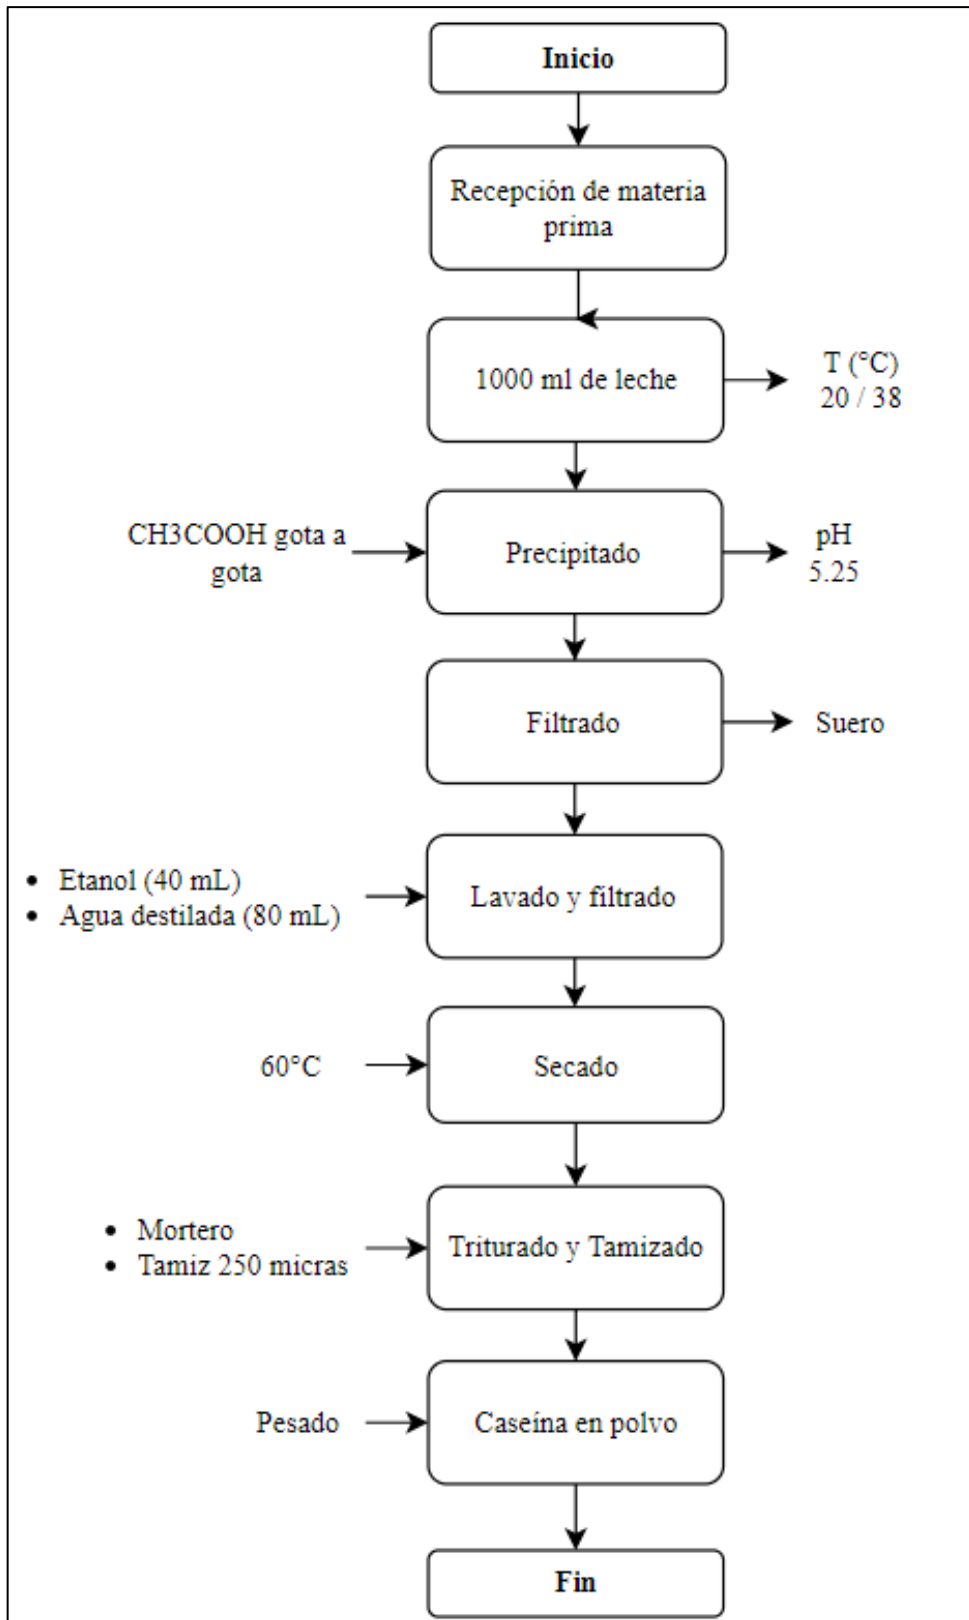 Inicio
Recepción de materia
prima
1000 ml de leche
T (°C)
20 / 38
CH3COOH gota a
gota
Precipitado
pH
5.25
Filtrado
Suero
• Etanol (40 mL)
• Agua destilada (80 mL)
Lavado y filtrado
60°C
Secado
• Mortero
• Tamiz 250 micras
Triturado y Tamizado
Pesado
Caseína en polvo
Fin